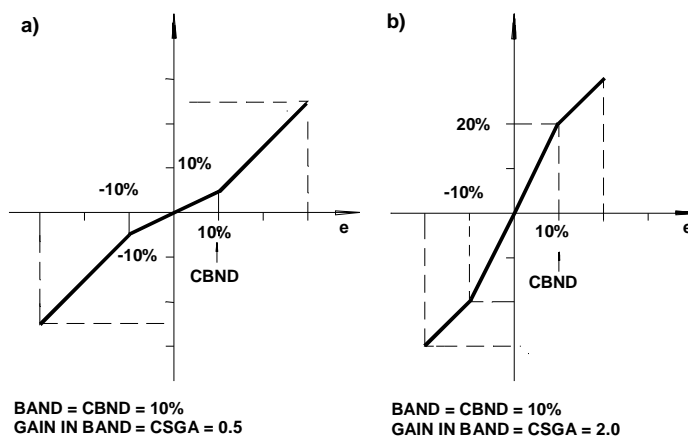 a)
10%
-10%
e
-10%
10%
CBND
BAND = CBND = 10%
GAIN IN BAND = CSGA = 0.5
b)
20%
-10%
e
10%
CBND
BAND = CBND = 10%
GAIN IN BAND = CSGA = 2.0